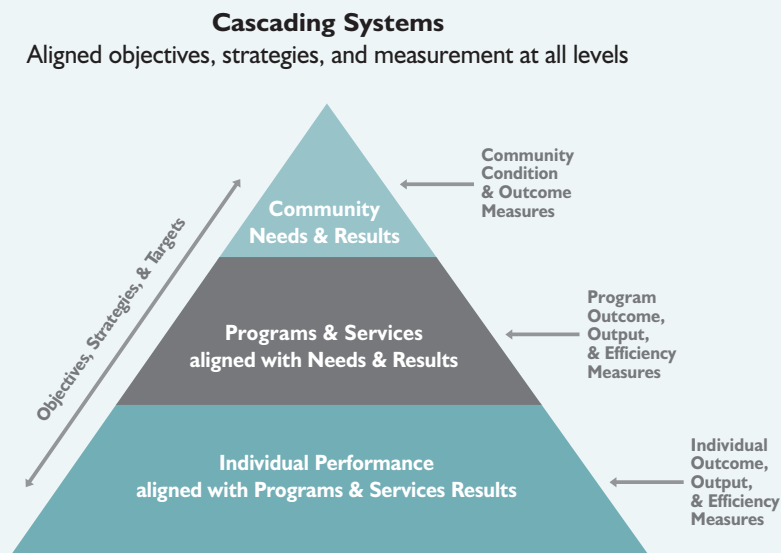 Cascading Systems
Aligned objectives, strategies, and measurement at all levels
Community
Condition
& Outcome
Measures
Community
Needs & Results
Objectives, Strategies, & Targets
Program
Outcome,
Output,
& Efficiency
Measures
Programs & Services
aligned with Needs & Results
Individual
Outcome,
Output,
& Efficiency
Measures
Individual Performance
aligned with Programs & Services Results